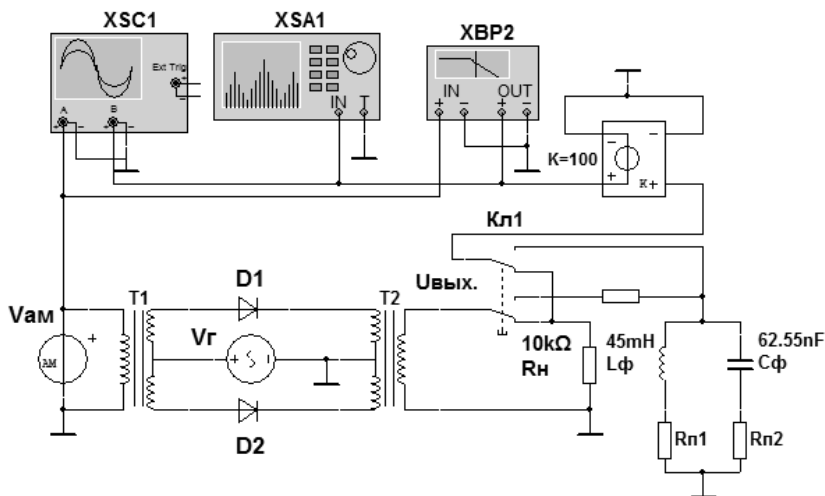 XSC1
XSA1
XBP2
Ext Trig
+
-
A
B
+ - + -
IN T
IN OUT
+ - + -
K=100
- -
+ K+
Кл1
T1
D1
T2
Uвых.
Vам
+
AM
Vг
+ -
D2
10kΩ
Rн
45mH
Lф
62.55nF
Cф
Rп1
Rп2